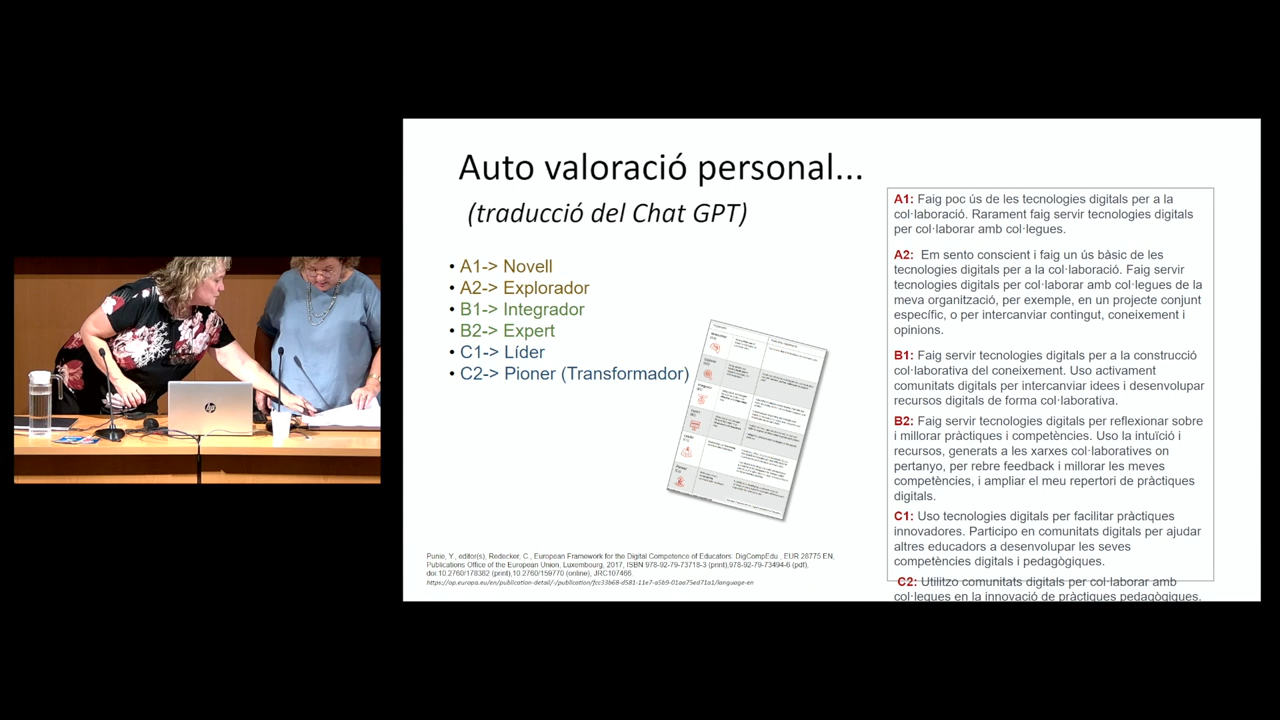 Auto valoració personal...
(traducció del Chat GPT)
• A1-> Novell
• A2-> Explorador
• B1-> Integrador
• B2-> Expert
• C1-> Líder
• C2-> Pioner (Transformador)
Punie, Y., editor(s), Redecker, C., European Framework for the Digital Competence of Educators: DigCompEdu , EUR 28775 EN,
Publications Office of the European Union, Luxembourg, 2017, ISBN 978-92-79-73718-3 (print),978-92-79-73494-6 (pdf),
doi:10.2760/178382 (print),10.2760/159770 (online), JRC107466.
https://op.europa.eu/en/publication-detail/-/publication/fcc33b68-d581-11e7-a5b9-01aa75ed71a1/language-en
A1: Faig poc ús de les tecnologies digitals per a la
col·laboració. Rarament faig servir tecnologies digitals
per col·laborar amb col·legues.
A2: Em sento conscient i faig un ús bàsic de les
tecnologies digitals per a la col·laboració. Faig servir
tecnologies digitals per col·laborar amb col·legues de la
meva organització, per exemple, en un projecte conjunt
específic, o per intercanviar contingut, coneixement i
opinions.
B1: Faig servir tecnologies digitals per a la construcció
col·laborativa del coneixement. Uso activament
comunitats digitals per intercanviar idees i desenvolupar
recursos digitals de forma col·laborativa.
B2: Faig servir tecnologies digitals per reflexionar sobre
i millorar pràctiques i competències. Uso la intuïció i
recursos, generats a les xarxes col·laboratives on
pertanyo, per rebre feedback i millorar les meves
competències, i ampliar el meu repertori de pràctiques
digitals.
C1: Uso tecnologies digitals per facilitar pràctiques
innovadores. Participo en comunitats digitals per ajudar
altres educadors a desenvolupar les seves
competències digitals i pedagògiques.
C2: Utilitzo comunitats digitals per col·laborar amb
col·legues en la innovació de pràctiques pedagògiques.
hp